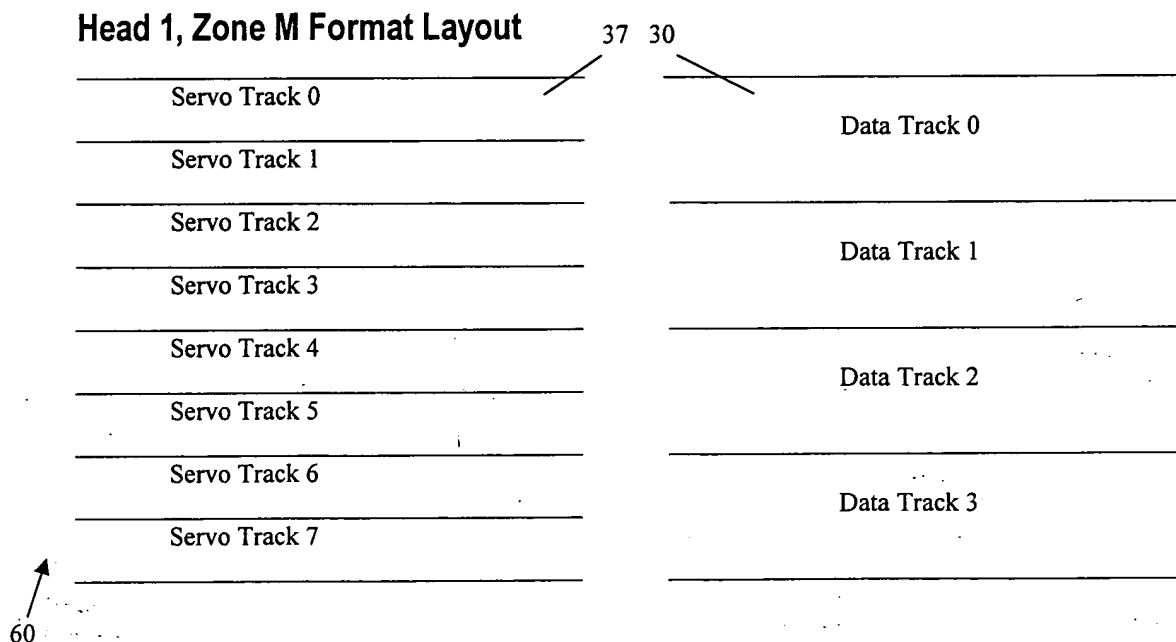 Head 1, Zone M Format Layout
37 30
Servo Track 0
Data Track 0
Servo Track 1
Servo Track 2
Data Track 1
Servo Track 3
Servo Track 4
Data Track 2
Servo Track 5
Servo Track 6
Data Track 3
Servo Track 7
60